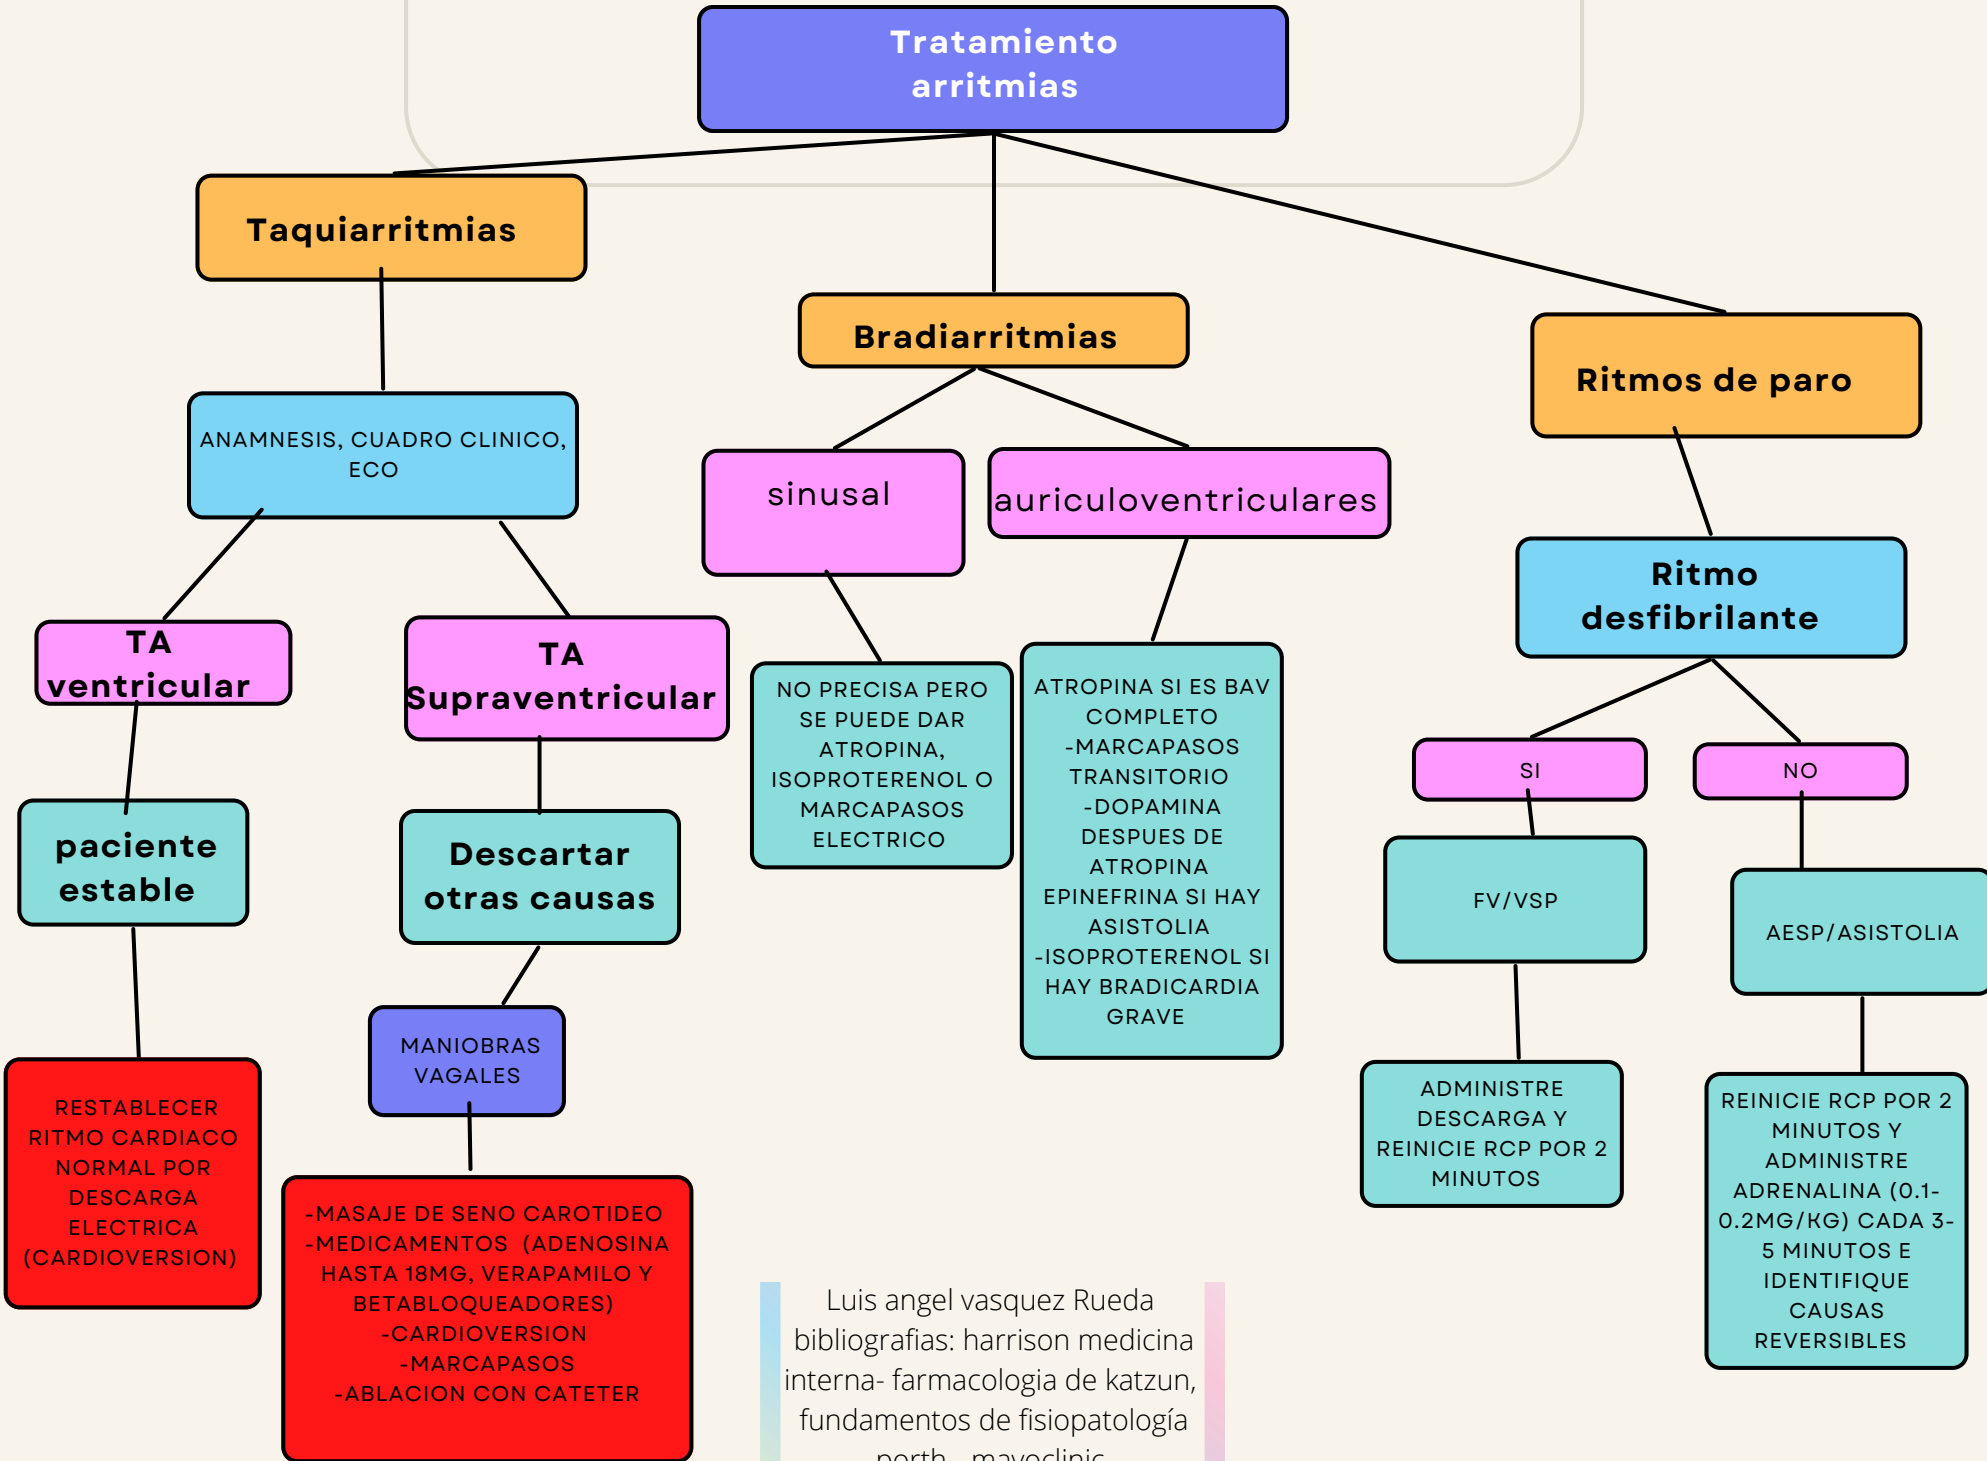 Tratamiento
arritmias
Taquiarritmias
ANAMNESIS, CUADRO CLINICO,
ECO
TA
ventricular
paciente
estable
RESTABLECER
RITMO CARDIACO
NORMAL POR
DESCARGA
ELECTRICA
(CARDIOVERSION)
TA
Supraventricular
Descartar
otras causas
MANIOBRAS
VAGALES
-MASAJE DE SENO CAROTIDEO
-MEDICAMENTOS (ADENOSINA
HASTA 18MG, VERAPAMILO Y
BETABLOQUEADORES)
-CARDIOVERSION
-MARCAPASOS
-ABLACION CON CATETER
Bradiarritmias
sinusal
NO PRECISA PERO
SE PUEDE DAR
ATROPINA,
ISOPROTERENOL O
MARCAPASOS
ELECTRICO
auriculoventriculares
ATROPINA SI ES BAV
COMPLETO
-MARCAPASOS
TRANSITORIO
-DOPAMINA
DESPUES DE
ATROPINA
EPINEFRINA SI HAY
ASISTOLIA
-ISOPROTERENOL SI
HAY BRADICARDIA
GRAVE
Ritmos de paro
Ritmo
desfibrilante
SI
FV/VSP
ADMINISTRE
DESCARGA Y
REINICIE RCP POR 2
MINUTOS
NO
AESP/ASISTOLIA
REINICIE RCP POR 2
MINUTOS Y
ADMINISTRE
ADRENALINA (0.1-
0.2MG/KG) CADA 3-
5 MINUTOS E
IDENTIFIQUE
CAUSAS
REVERSIBLES
Luis angel vasquez Rueda
bibliografias: harrison medicina
interna- farmacologia de katzun,
fundamentos de fisiopatología
porth - mayoclinic